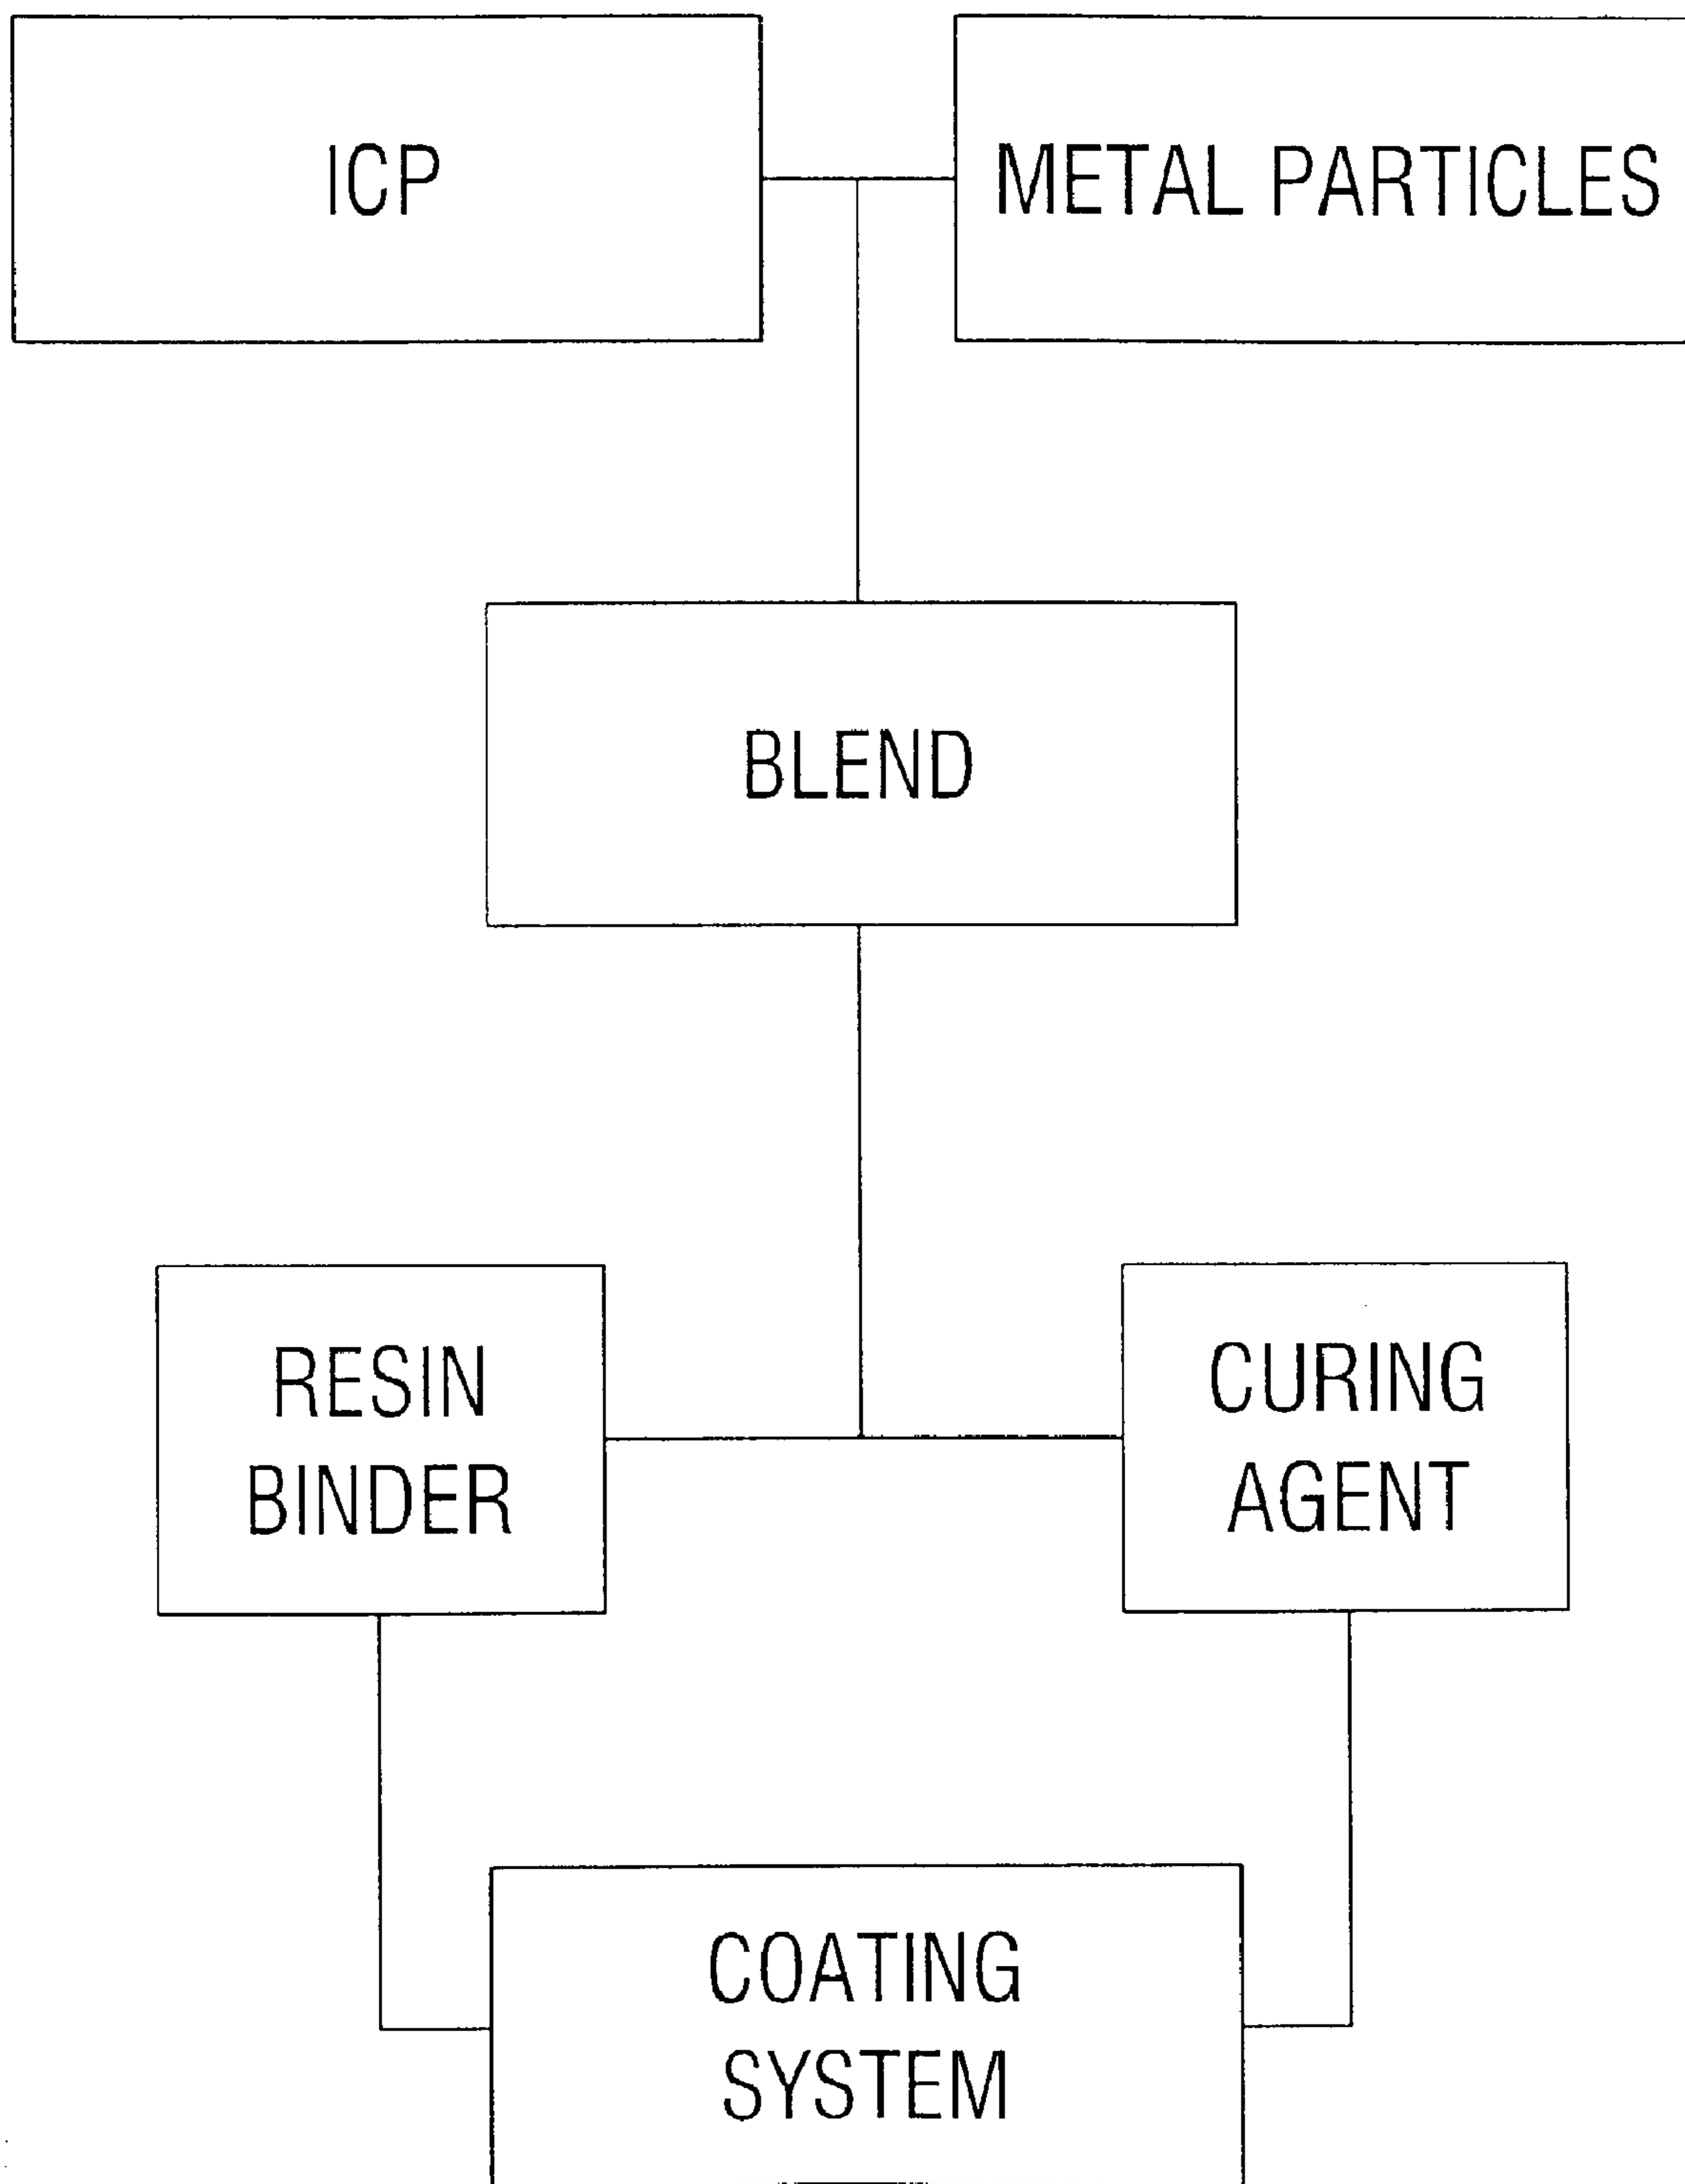 ICP
METAL PARTICLES
BLEND
RESIN
BINDER
CURING
AGENT
COATING
SYSTEM